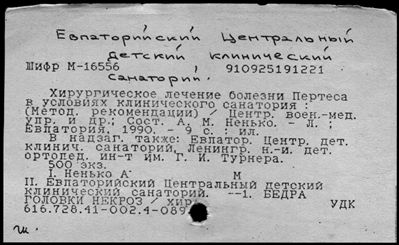 Евпаторийский Центральный
детский клинический
Шифр М-16556 910925191221
санаторий.
Хирургическое лечение болезни Пертеса
в условиях клинического санатория :
(Метод. рекомендации) / Центр. воен.-мед.
упр. и др.; Сост. А. М. Ненько. - Л. ;
Евпатория, 1990. - 9 с. : ил.
В надзаг. также: Евпатор. Центр. дет.
клинич. санаторий, Ленингр. н.-и. дет.
ортопед. ин-т им. Г. И. Турнера.
500 экз.
I. Ненько А М
II. Евпаторийский Центральный детский
клинический санаторий. --1. БЕДРА
ГОЛОВКИ НЕКРОЗ / хир УДК
616.728.41-002.4-089